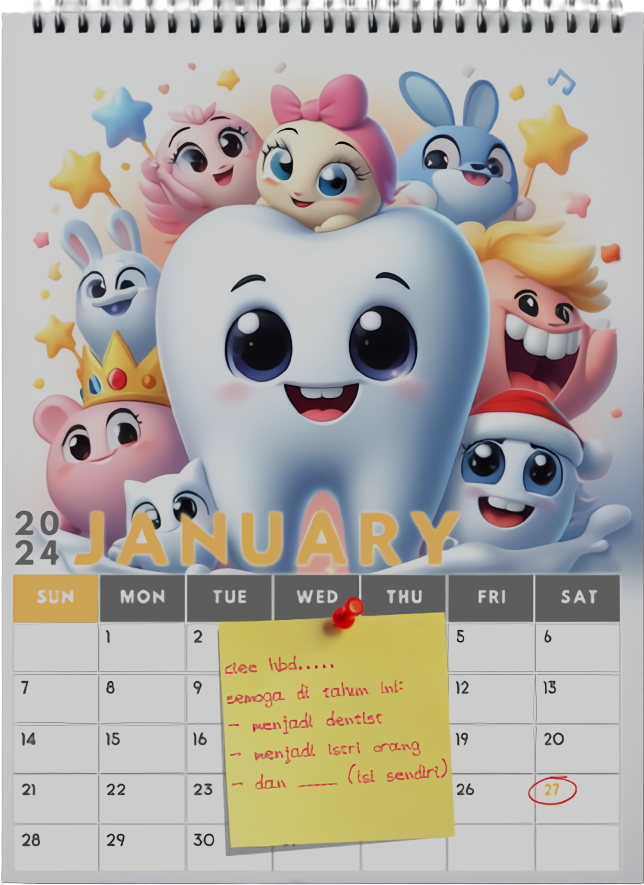 20
24
JANUARY
SUN MON TUE WED THU FRI SAT
1 2 5 6
7 8 9 12 13
14 15 16 19 20
21 22 23 26 27
28 29 30
ciee hbd.....
semoga di tahun ini:
- menjadi dentist
- menjadi istri orang
- dan ____ (isi sendiri)